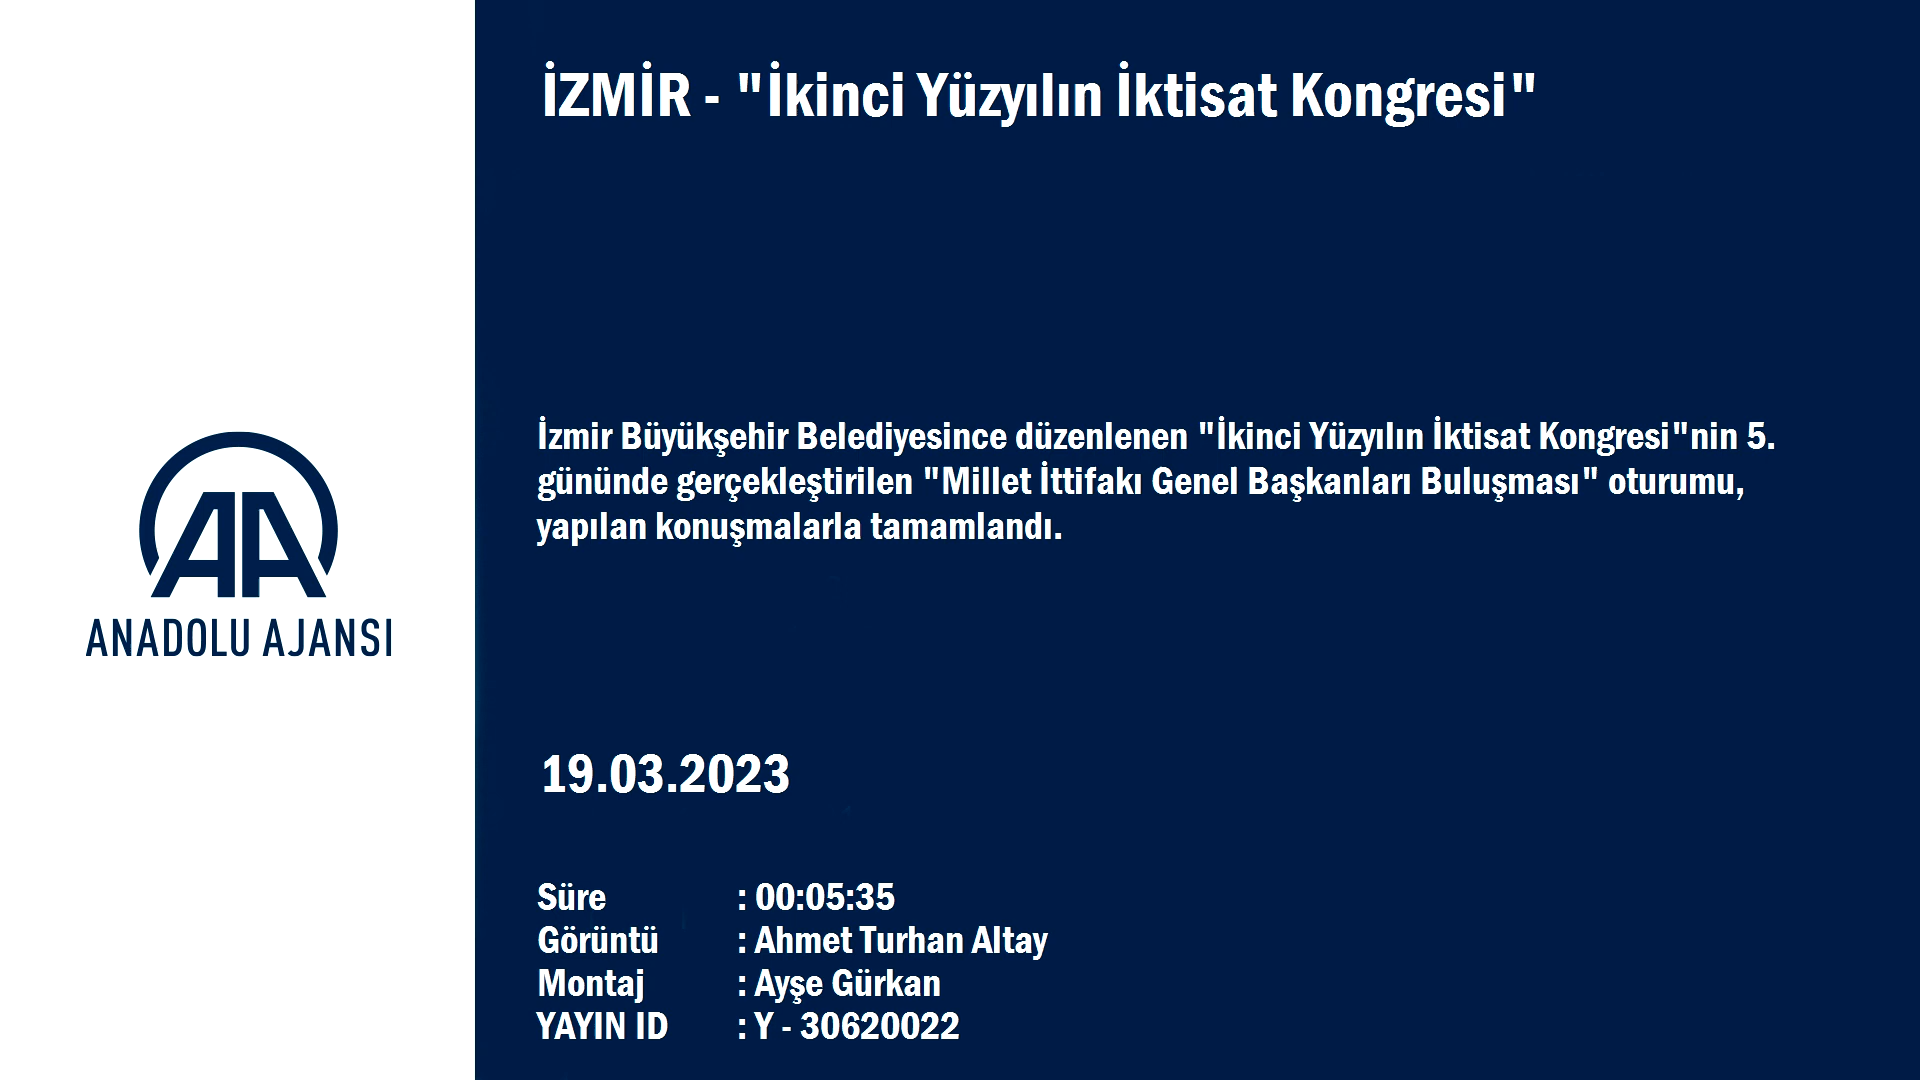 İZMİR - "İkinci Yüzyılın İktisat Kongresi"
İzmir Büyükşehir Belediyesince düzenlenen "İkinci Yüzyılın İktisat Kongresi"nin 5.
gününde gerçekleştirilen "Millet İttifakı Genel Başkanları Buluşması" oturumu,
yapılan konuşmalarla tamamlandı.
AA
ANADOLU AJANSI
19.03.2023
Süre : 00:05:35
Görüntü : Ahmet Turhan Altay
Montaj : Ayşe Gürkan
YAYIN ID : Y - 30620022